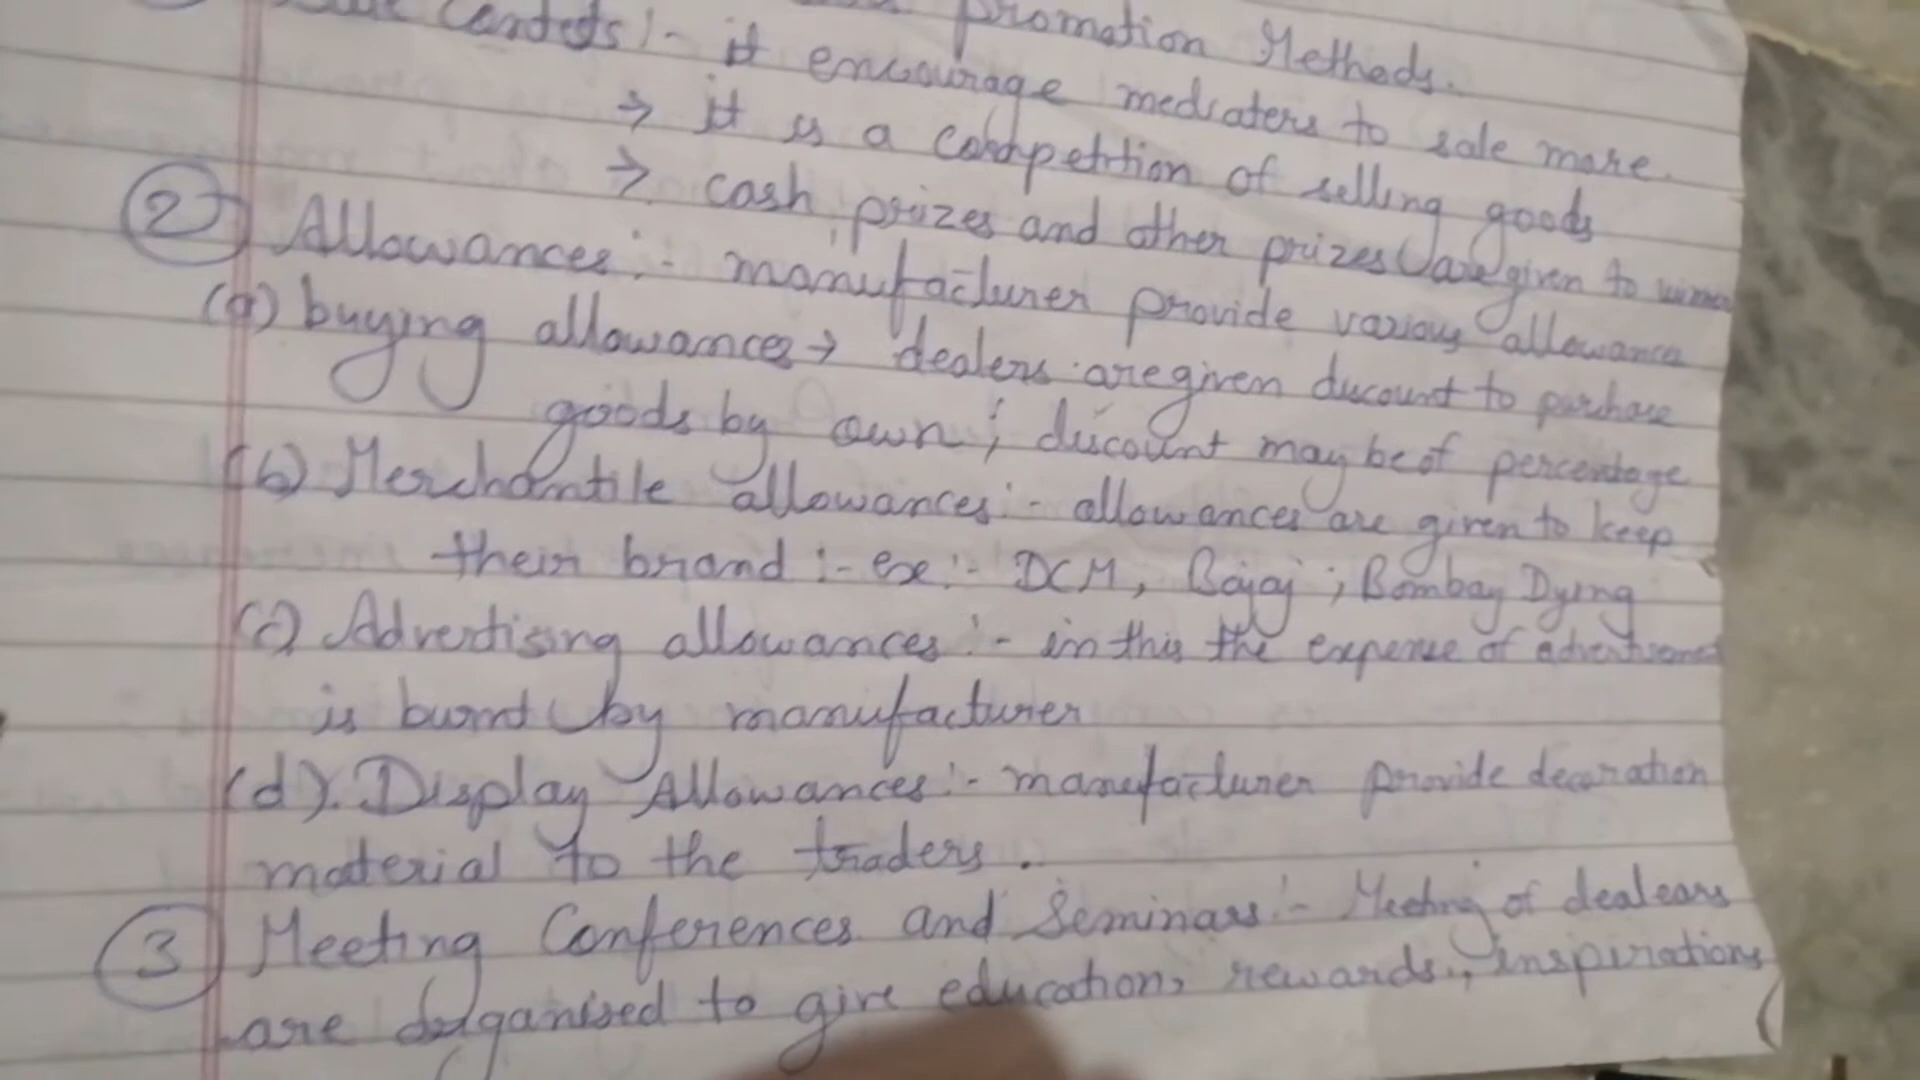 promotion Methods.
Contests :- it encourage mediaters to sale more.
→ it is a competition of selling goods
→ cash prizes and other prizes are given to
(2) Allowances :- manufacturer provide various allowance
(a) buying allowances → dealers are given discount to purchase
goods by own ; discount may be of percentage
(b) Merchantile allowances :- allowances are given to keep
their brand :- ex :- DCM, Bajaj ; Bombay Dying
(c) Advertising allowances :- in this the expense of
is burnt by manufacturer
(d). Display Allowances :- manufacturer provide decoration
material to the traders .
(3) Meeting Conferences and Seminars :- Meeting of dealears
are organised to give education, rewards, inspirations